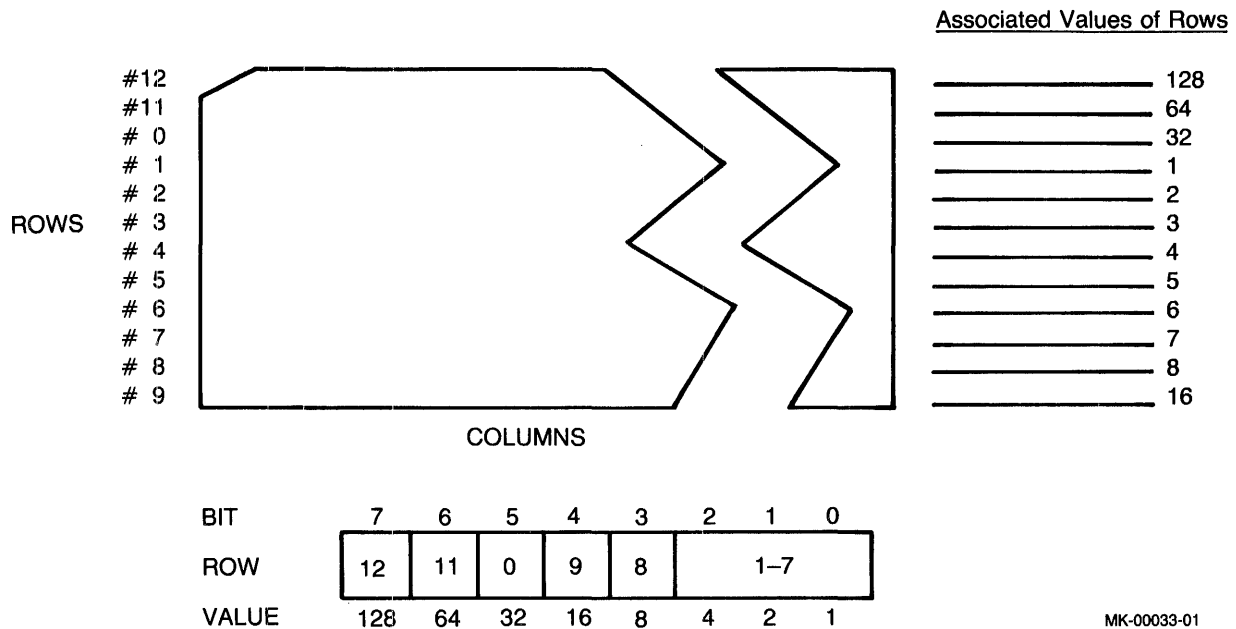 Associated Values of Rows
#12 128
#11 64
# 0 32
# 1 1
# 2 2
ROWS # 3 3
# 4 4
# 5 5
# 6 6
# 7 7
# 8 8
# 9 16
COLUMNS
BIT 7 6 5 4 3 2 1 0
ROW 12 11 0 9 8 1–7
VALUE 128 64 32 16 8 4 2 1
MK-00033-01